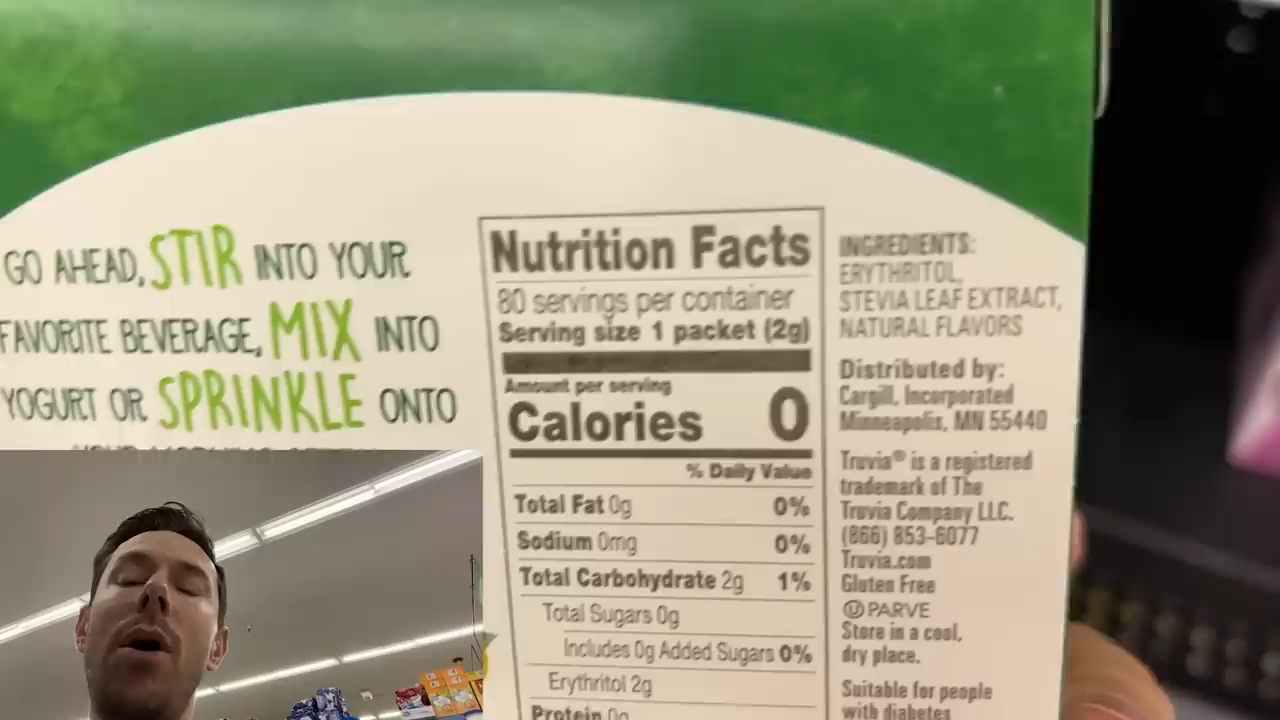 GO AHEAD, STIR INTO YOUR
FAVORITE BEVERAGE, MIX INTO
YOGURT OR SPRINKLE ONTO
Nutrition Facts
80 servings per container
Serving size 1 packet (2g)
Amount per serving
Calories 0
% Daily Value
Total Fat 0g 0%
Sodium 0mg 0%
Total Carbohydrate 2g 1%
Total Sugars 0g
Includes 0g Added Sugars 0%
Erythritol 2g
Protein 0g
INGREDIENTS:
ERYTHRITOL,
STEVIA LEAF EXTRACT,
NATURAL FLAVORS
Distributed by:
Cargill, Incorporated
Minneapolis, MN 55440
Truvia® is a registered
trademark of The
Truvia Company LLC.
(866) 853-6077
Truvia.com
Gluten Free
Ⓤ PARVE
Store in a cool,
dry place.
Suitable for people
with diabetes